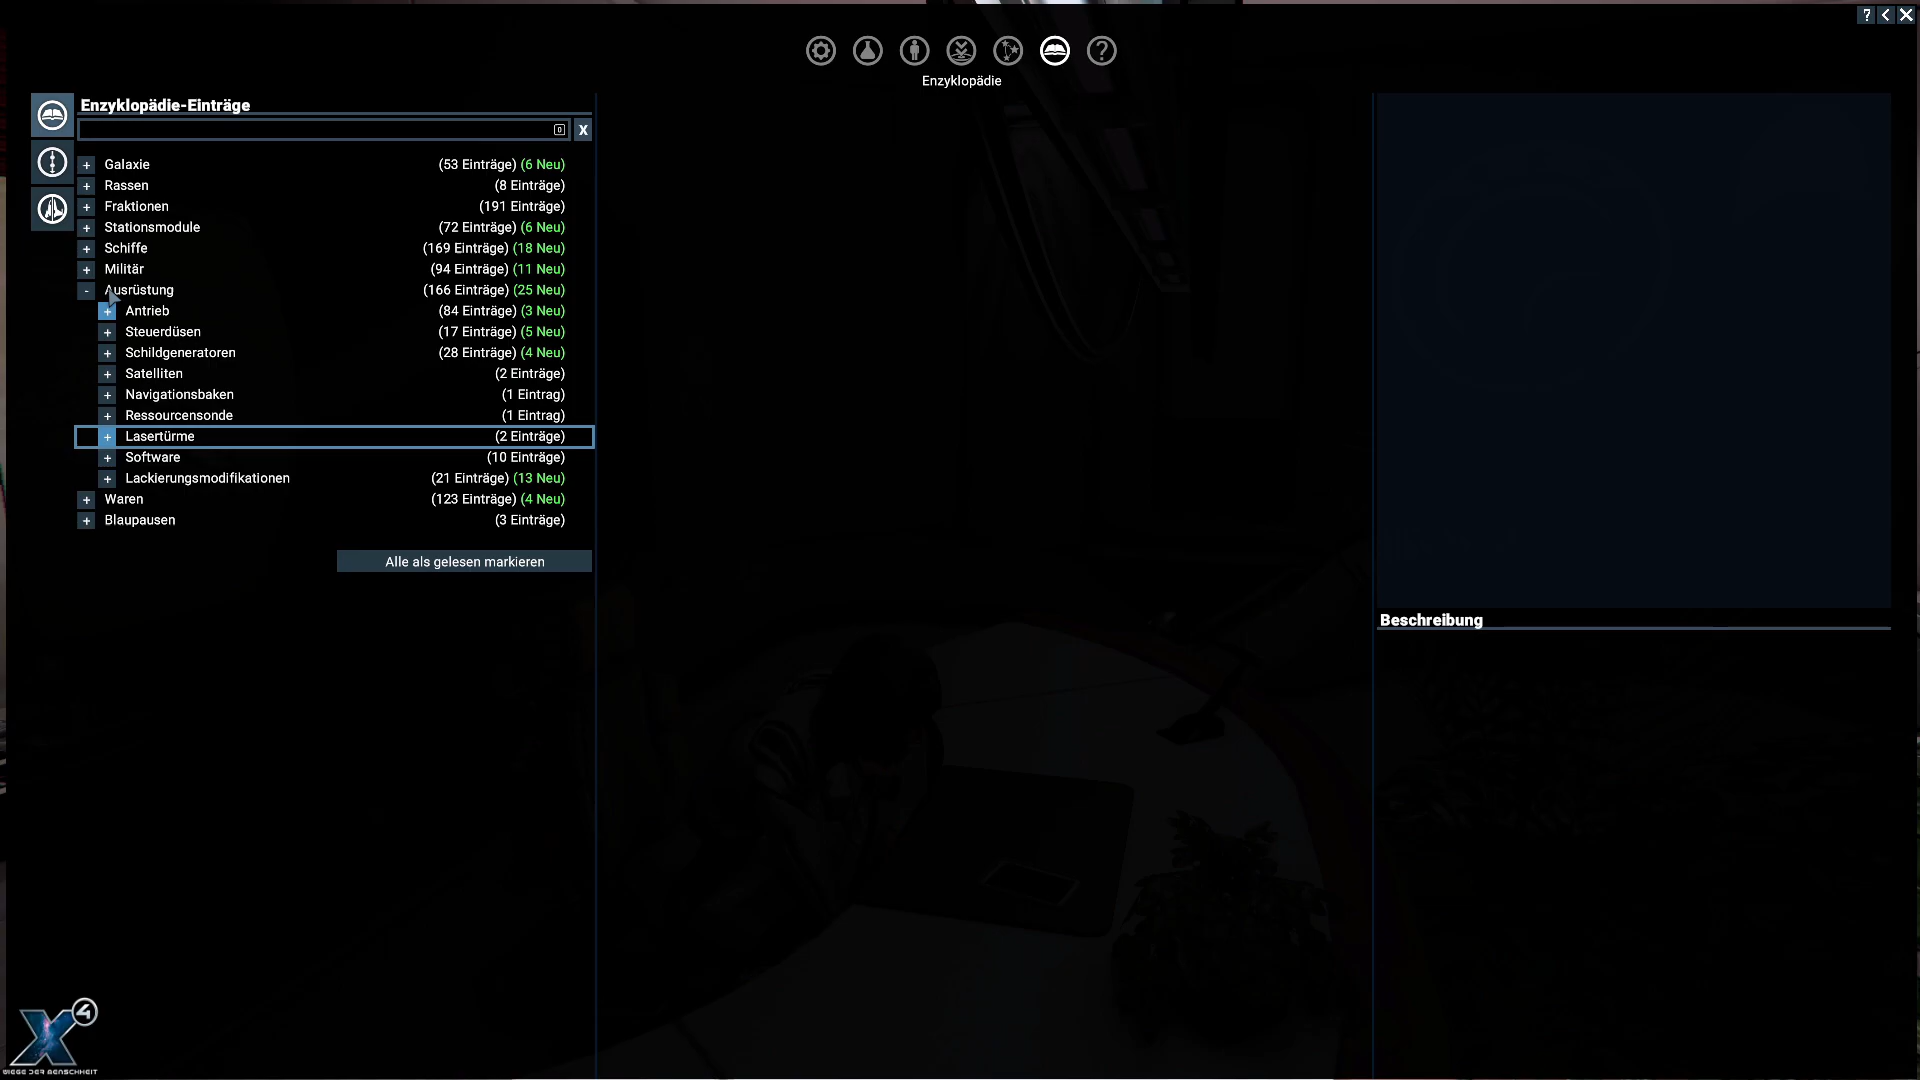 ? < X
Enzyklopädie
Enzyklopädie-Einträge
X
+ Galaxie (53 Einträge) (6 Neu)
+ Rassen (8 Einträge)
+ Fraktionen (191 Einträge)
+ Stationsmodule (72 Einträge) (6 Neu)
+ Schiffe (169 Einträge) (18 Neu)
+ Militär (94 Einträge) (11 Neu)
- Ausrüstung (166 Einträge) (25 Neu)
+ Antrieb (84 Einträge) (3 Neu)
+ Steuerdüsen (17 Einträge) (5 Neu)
+ Schildgeneratoren (28 Einträge) (4 Neu)
+ Satelliten (2 Einträge)
+ Navigationsbaken (1 Eintrag)
+ Ressourcensonde (1 Eintrag)
+ Lasertürme (2 Einträge)
+ Software (10 Einträge)
+ Lackierungsmodifikationen (21 Einträge) (13 Neu)
+ Waren (123 Einträge) (4 Neu)
+ Blaupausen (3 Einträge)
Alle als gelesen markieren
Beschreibung
X4
WIEGE DER MENSCHHEIT